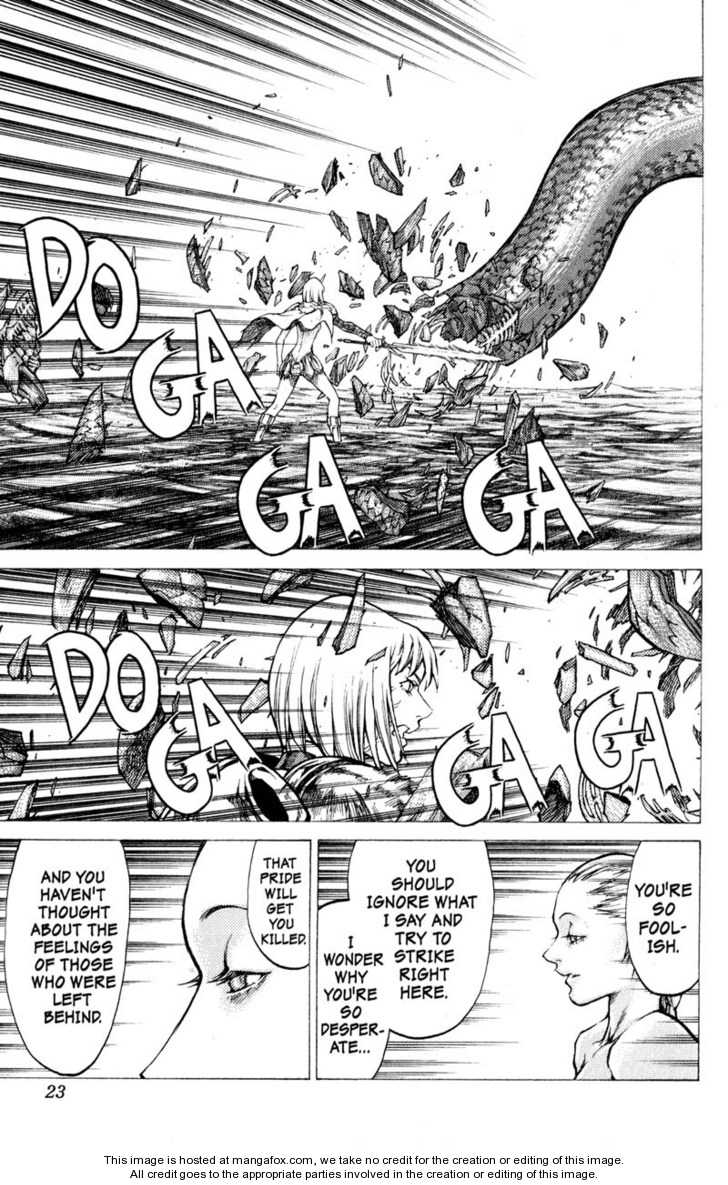 DO
GA
GA
GA
DO
GA
GA
GA
YOU'RE
SO
FOOL-
ISH.
YOU
SHOULD
IGNORE WHAT
I SAY AND
TRY TO
STRIKE
RIGHT
HERE.
I
WONDER
WHY
YOU'RE
SO
DESPER-
ATE...
THAT
PRIDE
WILL
GET
YOU
KILLED.
AND YOU
HAVEN'T
THOUGHT
ABOUT THE
FEELINGS
OF THOSE
WHO WERE
LEFT
BEHIND.
23
This image is hosted at mangafox.com, we take no credit for the creation or editing of this image.
All credit goes to the appropriate parties involved in the creation or editing of this image.